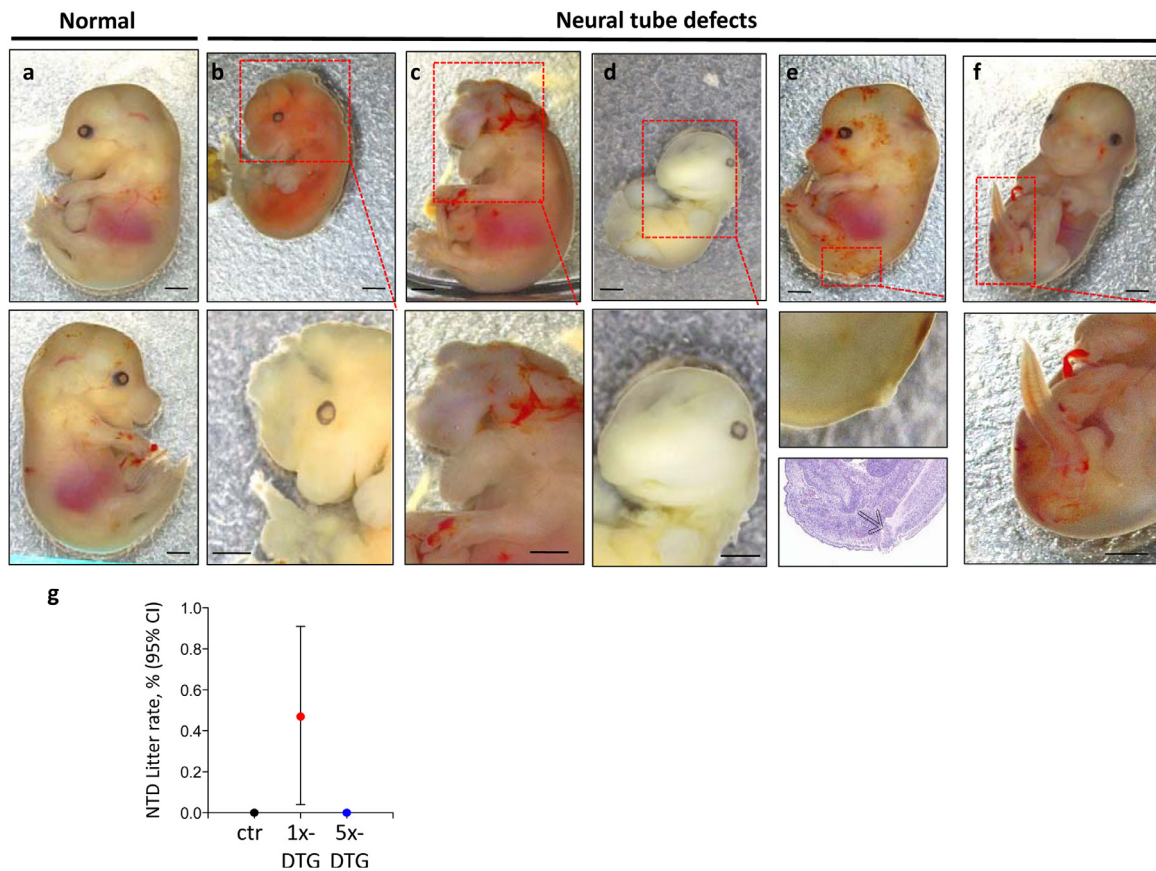 Normal
Neural tube defects
a
b
c
d
e
f
g
NTD Litter rate, % (95% CI)
1.0
0.8
0.6
0.4
0.2
0.0
ctr
1x-
DTG
5x-
DTG